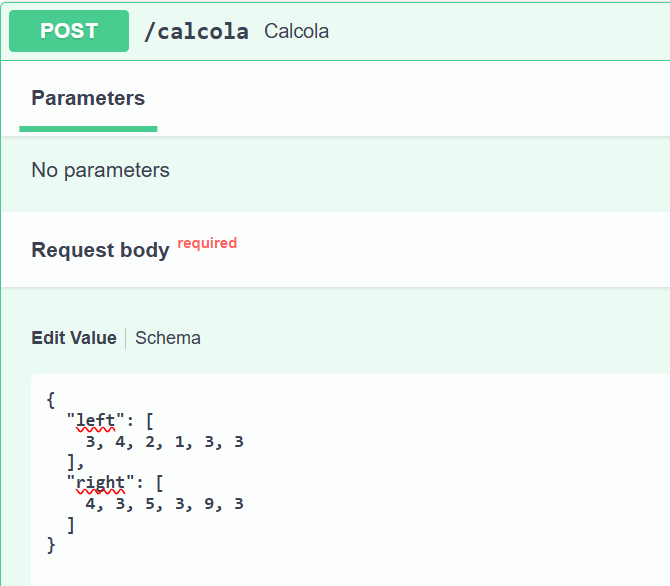 POST /calcola Calcola
Parameters
No parameters
Request body required
Edit Value Schema
{
"left": [
3, 4, 2, 1, 3, 3
],
"right": [
4, 3, 5, 3, 9, 3
]
}